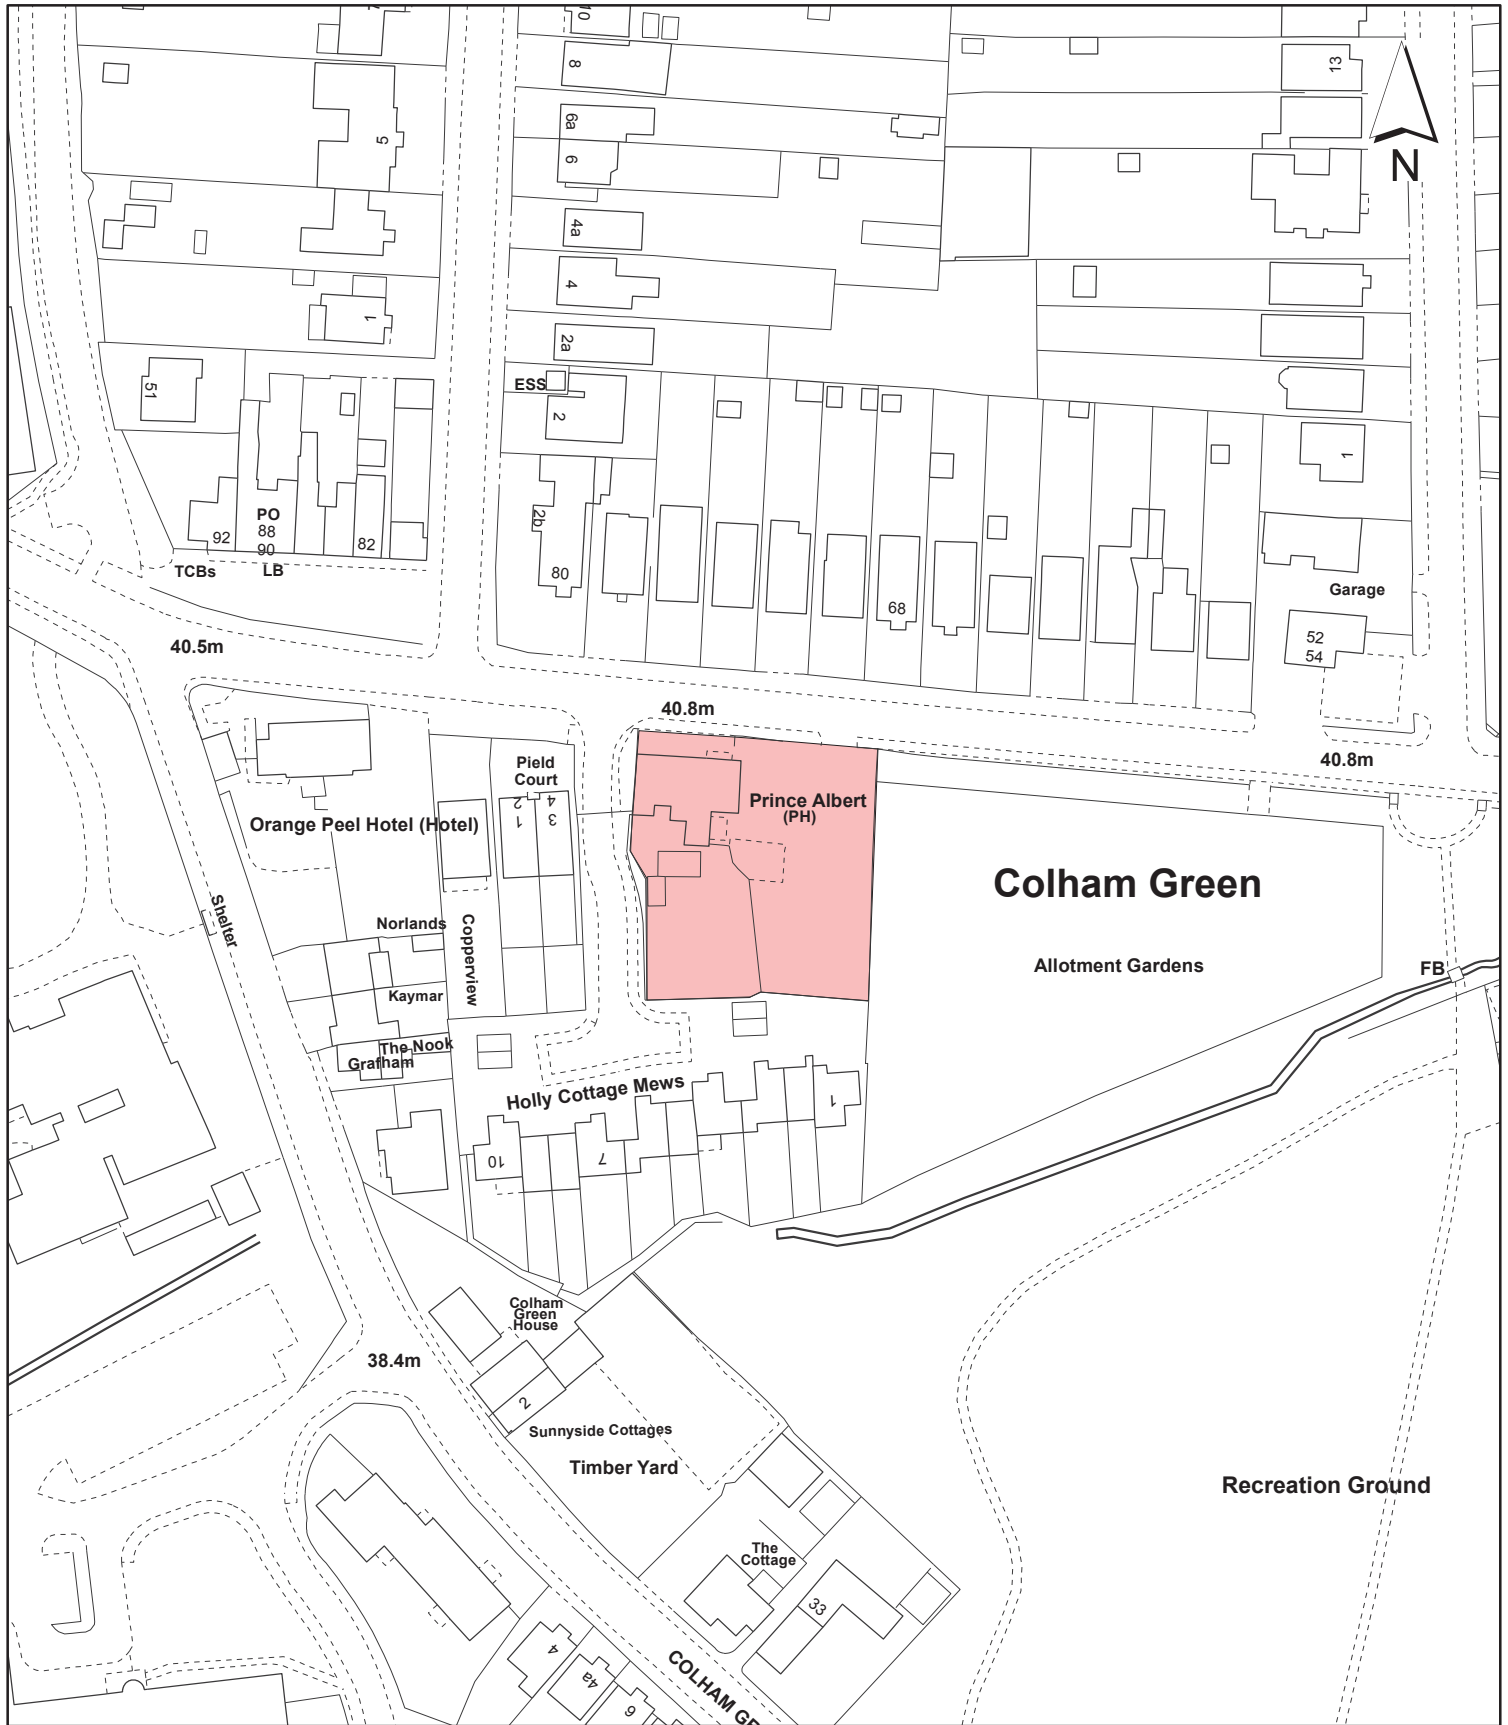 10
8
13
6a
5
6
N
4a
4
1
2a
51
ESS
2
1
2b
PO
88
90
92
82
TCBs
LB
80
68
Garage
52
54
40.5m
40.8m
40.8m
Pield
Court
2
4
1
3
Prince Albert
(PH)
Orange Peel Hotel (Hotel)
Colham Green
Shelter
Norlands
Copperview
Allotment Gardens
FB
Kaymar
The Nook
Grafham
Holly Cottage Mews
1
10
7
Colham
Green
House
38.4m
2
Sunnyside Cottages
Timber Yard
Recreation Ground
The
Cottage
33
4
4a
6
COLHAM GR